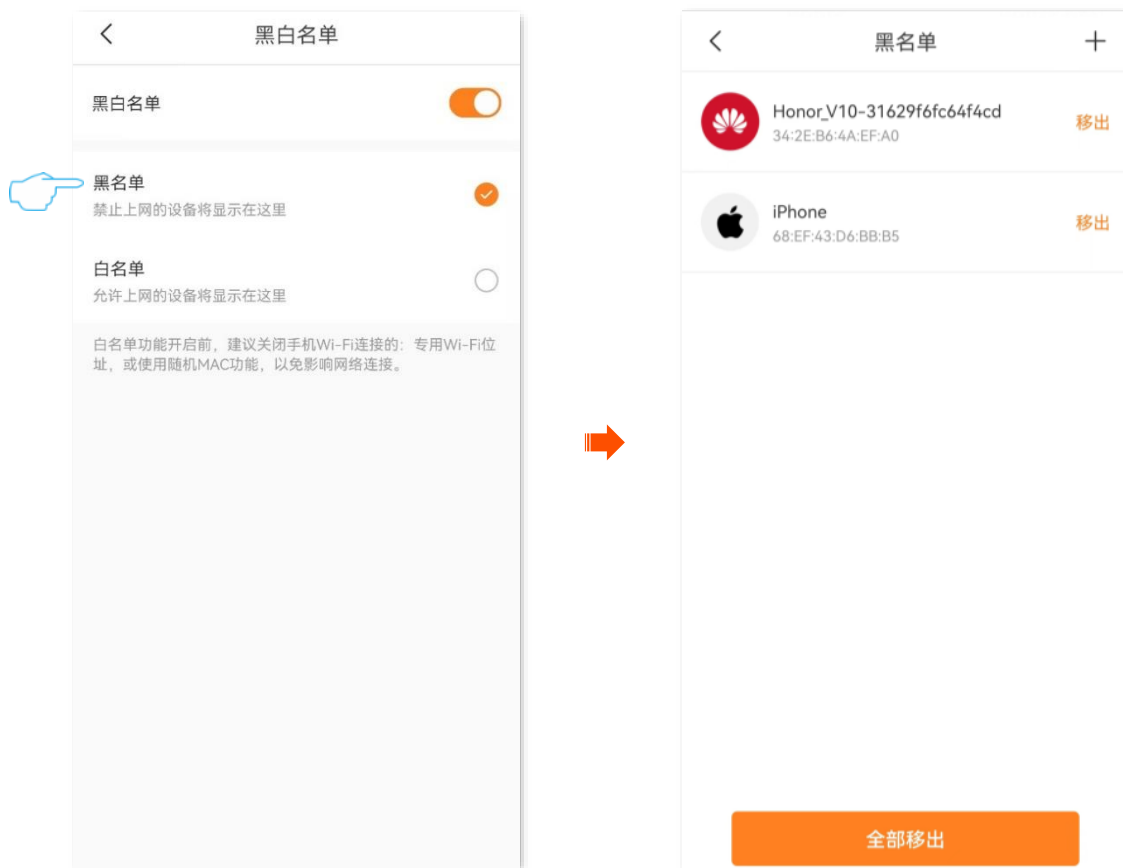 黑白名单
黑白名单
黑名单
禁止上网的设备将显示在这里
白名单
允许上网的设备将显示在这里
白名单功能开启前，建议关闭手机Wi-Fi连接的：专用Wi-Fi位
址，或使用随机MAC功能，以免影响网络连接。
黑名单
Honor_V10-31629f6fc64f4cd
34:2E:B6:4A:EF:A0
移出
iPhone
68:EF:43:D6:BB:B5
移出
全部移出